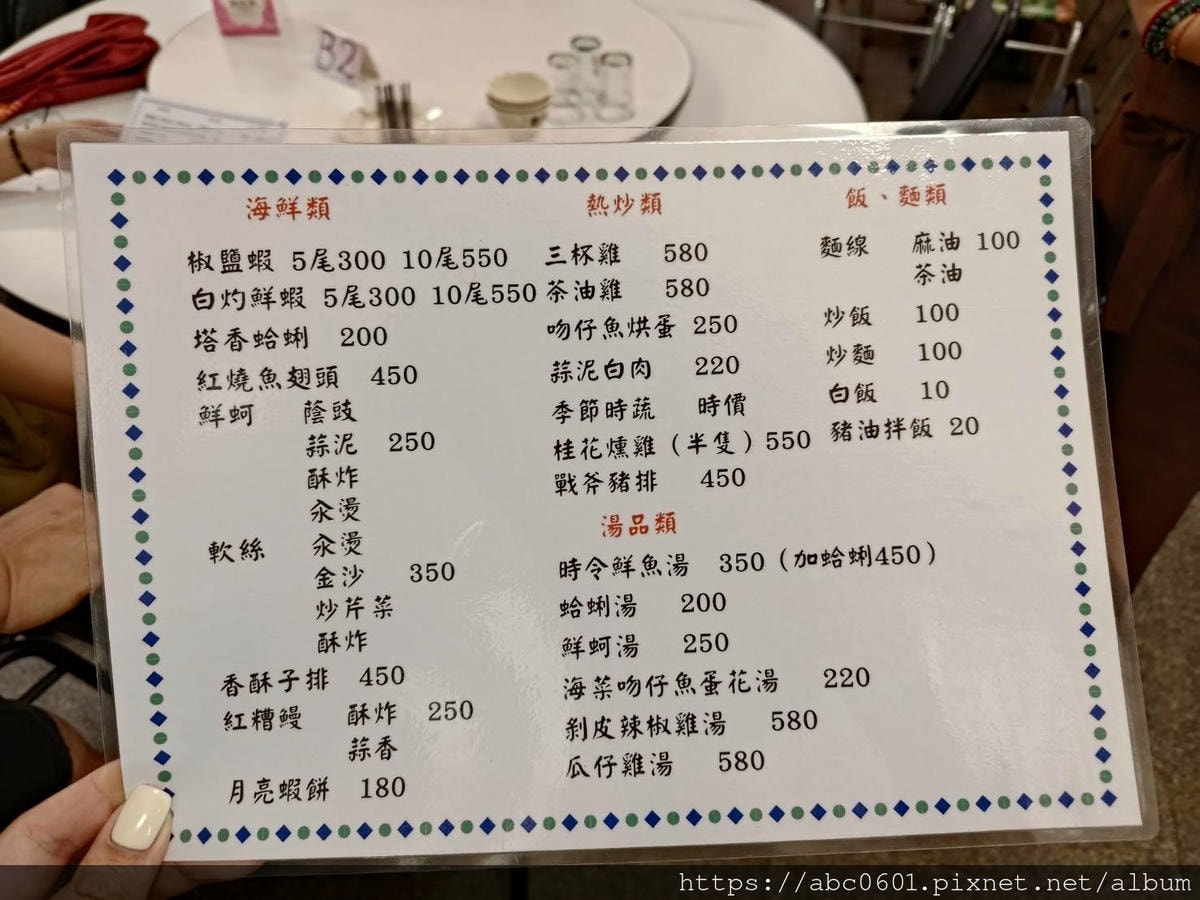 B2
海鮮類
椒鹽蝦 5尾300 10尾550
白灼鮮蝦 5尾300 10尾550
塔香蛤蜊 200
紅燒魚翅頭 450
鮮蚵 蔭豉
蒜泥 250
酥炸
汆燙
軟絲 汆燙
金沙 350
炒芹菜
酥炸
香酥子排 450
紅糟鰻 酥炸 250
蒜香
月亮蝦餅 180
熱炒類
三杯雞 580
茶油雞 580
吻仔魚烘蛋 250
蒜泥白肉 220
季節時蔬 時價
桂花燻雞(半隻)550
戰斧豬排 450
湯品類
時令鮮魚湯 350(加蛤蜊450)
蛤蜊湯 200
鮮蚵湯 250
海菜吻仔魚蛋花湯 220
剝皮辣椒雞湯 580
瓜仔雞湯 580
飯、麵類
麵線 麻油 100
茶油
炒飯 100
炒麵 100
白飯 10
豬油拌飯 20
https://abc0601.pixnet.net/album